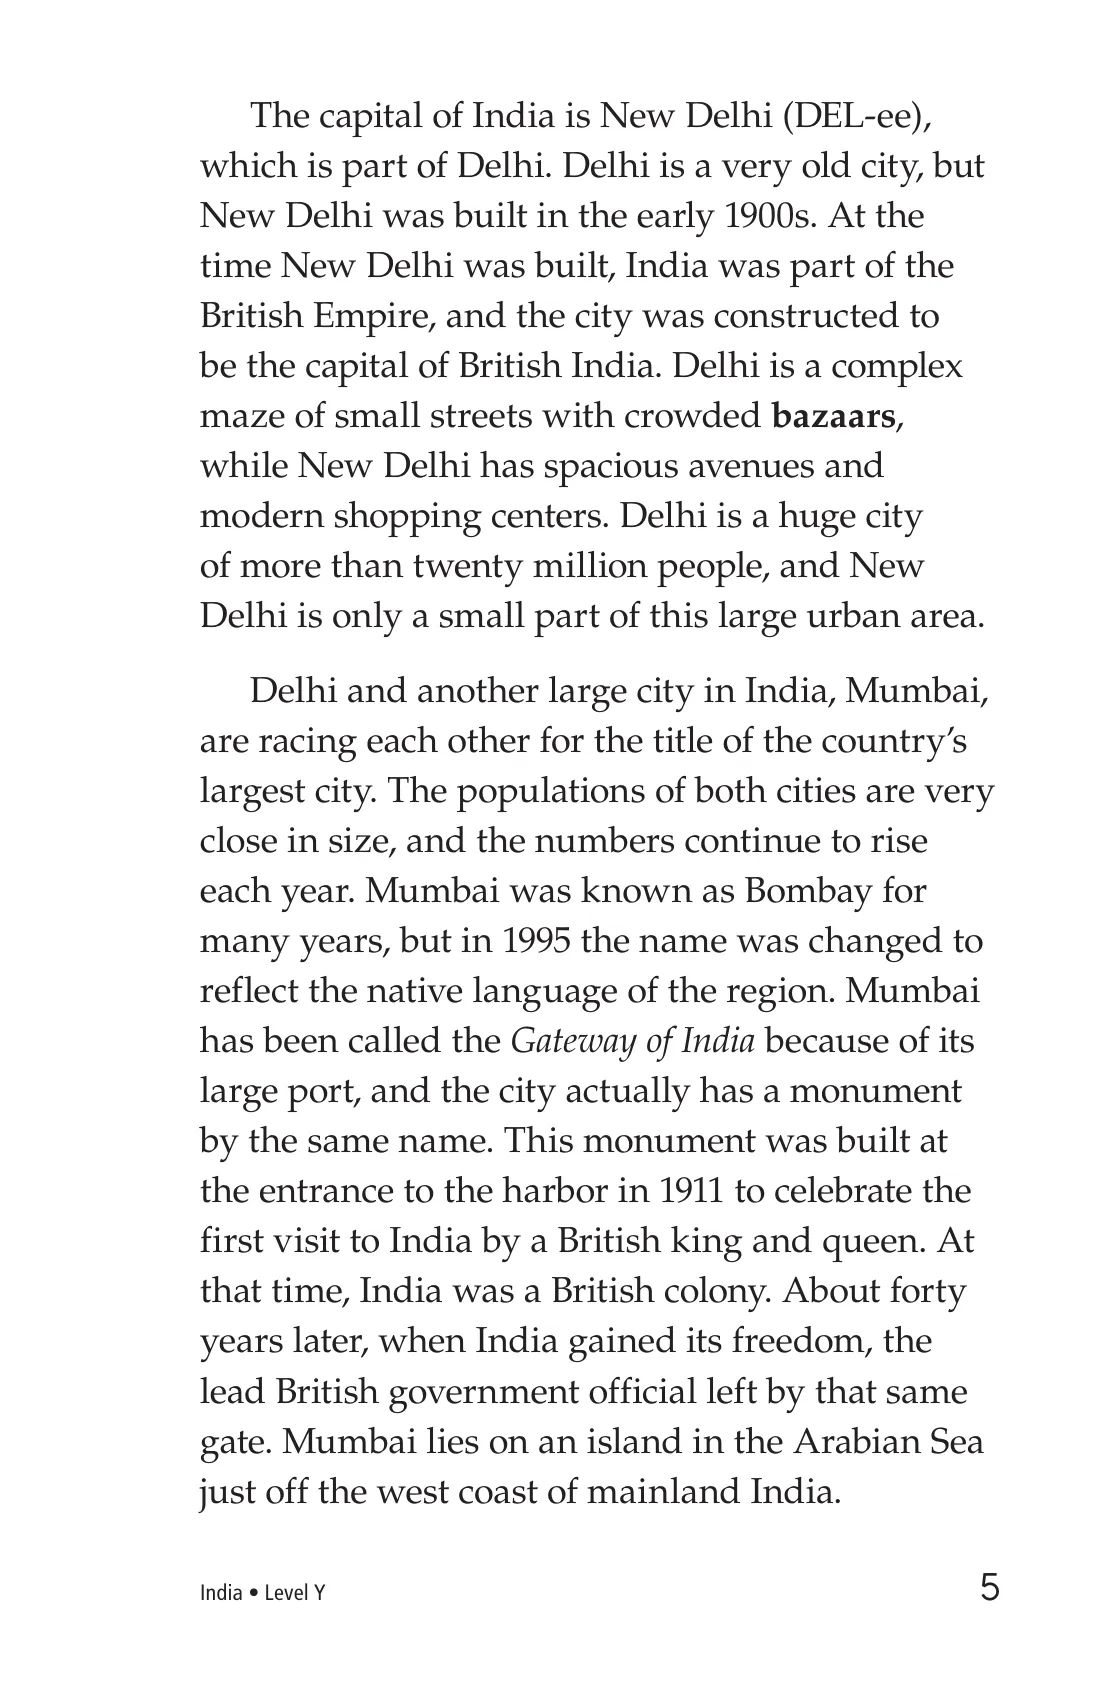 The capital of India is New Delhi (DEL-ee),
which is part of Delhi. Delhi is a very old city, but
New Delhi was built in the early 1900s. At the
time New Delhi was built, India was part of the
British Empire, and the city was constructed to
be the capital of British India. Delhi is a complex
maze of small streets with crowded bazaars,
while New Delhi has spacious avenues and
modern shopping centers. Delhi is a huge city
of more than twenty million people, and New
Delhi is only a small part of this large urban area.
Delhi and another large city in India, Mumbai,
are racing each other for the title of the country’s
largest city. The populations of both cities are very
close in size, and the numbers continue to rise
each year. Mumbai was known as Bombay for
many years, but in 1995 the name was changed to
reflect the native language of the region. Mumbai
has been called the Gateway of India because of its
large port, and the city actually has a monument
by the same name. This monument was built at
the entrance to the harbor in 1911 to celebrate the
first visit to India by a British king and queen. At
that time, India was a British colony. About forty
years later, when India gained its freedom, the
lead British government official left by that same
gate. Mumbai lies on an island in the Arabian Sea
just off the west coast of mainland India.
India • Level Y 5